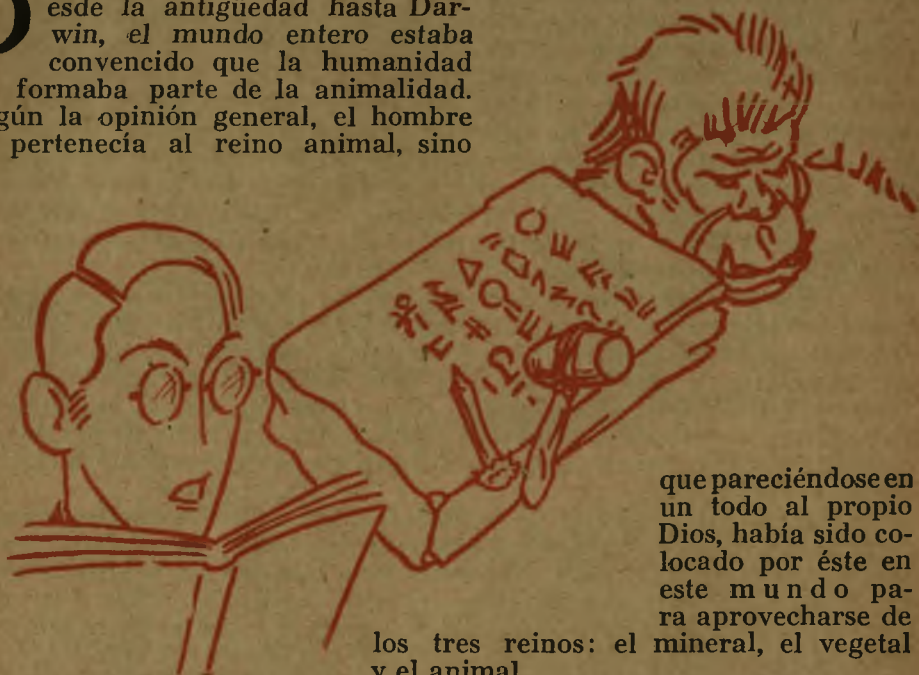 Desde la antigüedad hasta Dar-
win, el mundo entero estaba
convencido que la humanidad
formaba parte de la animalidad.
gún la opinión general, el hombre
pertenecía al reino animal, sino
que pareciéndose en
un todo al propio
Dios, había sido co-
locado por éste en
este mundo pa-
ra aprovecharse de
los tres reinos: el mineral, el vegetal
y el animal